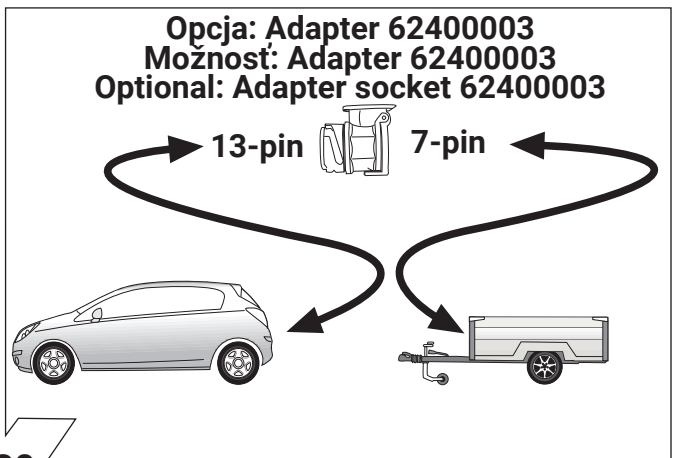 Opcja: Adapter 62400003
Možnosť: Adapter 62400003
Optional: Adapter socket 62400003
13-pin 7-pin